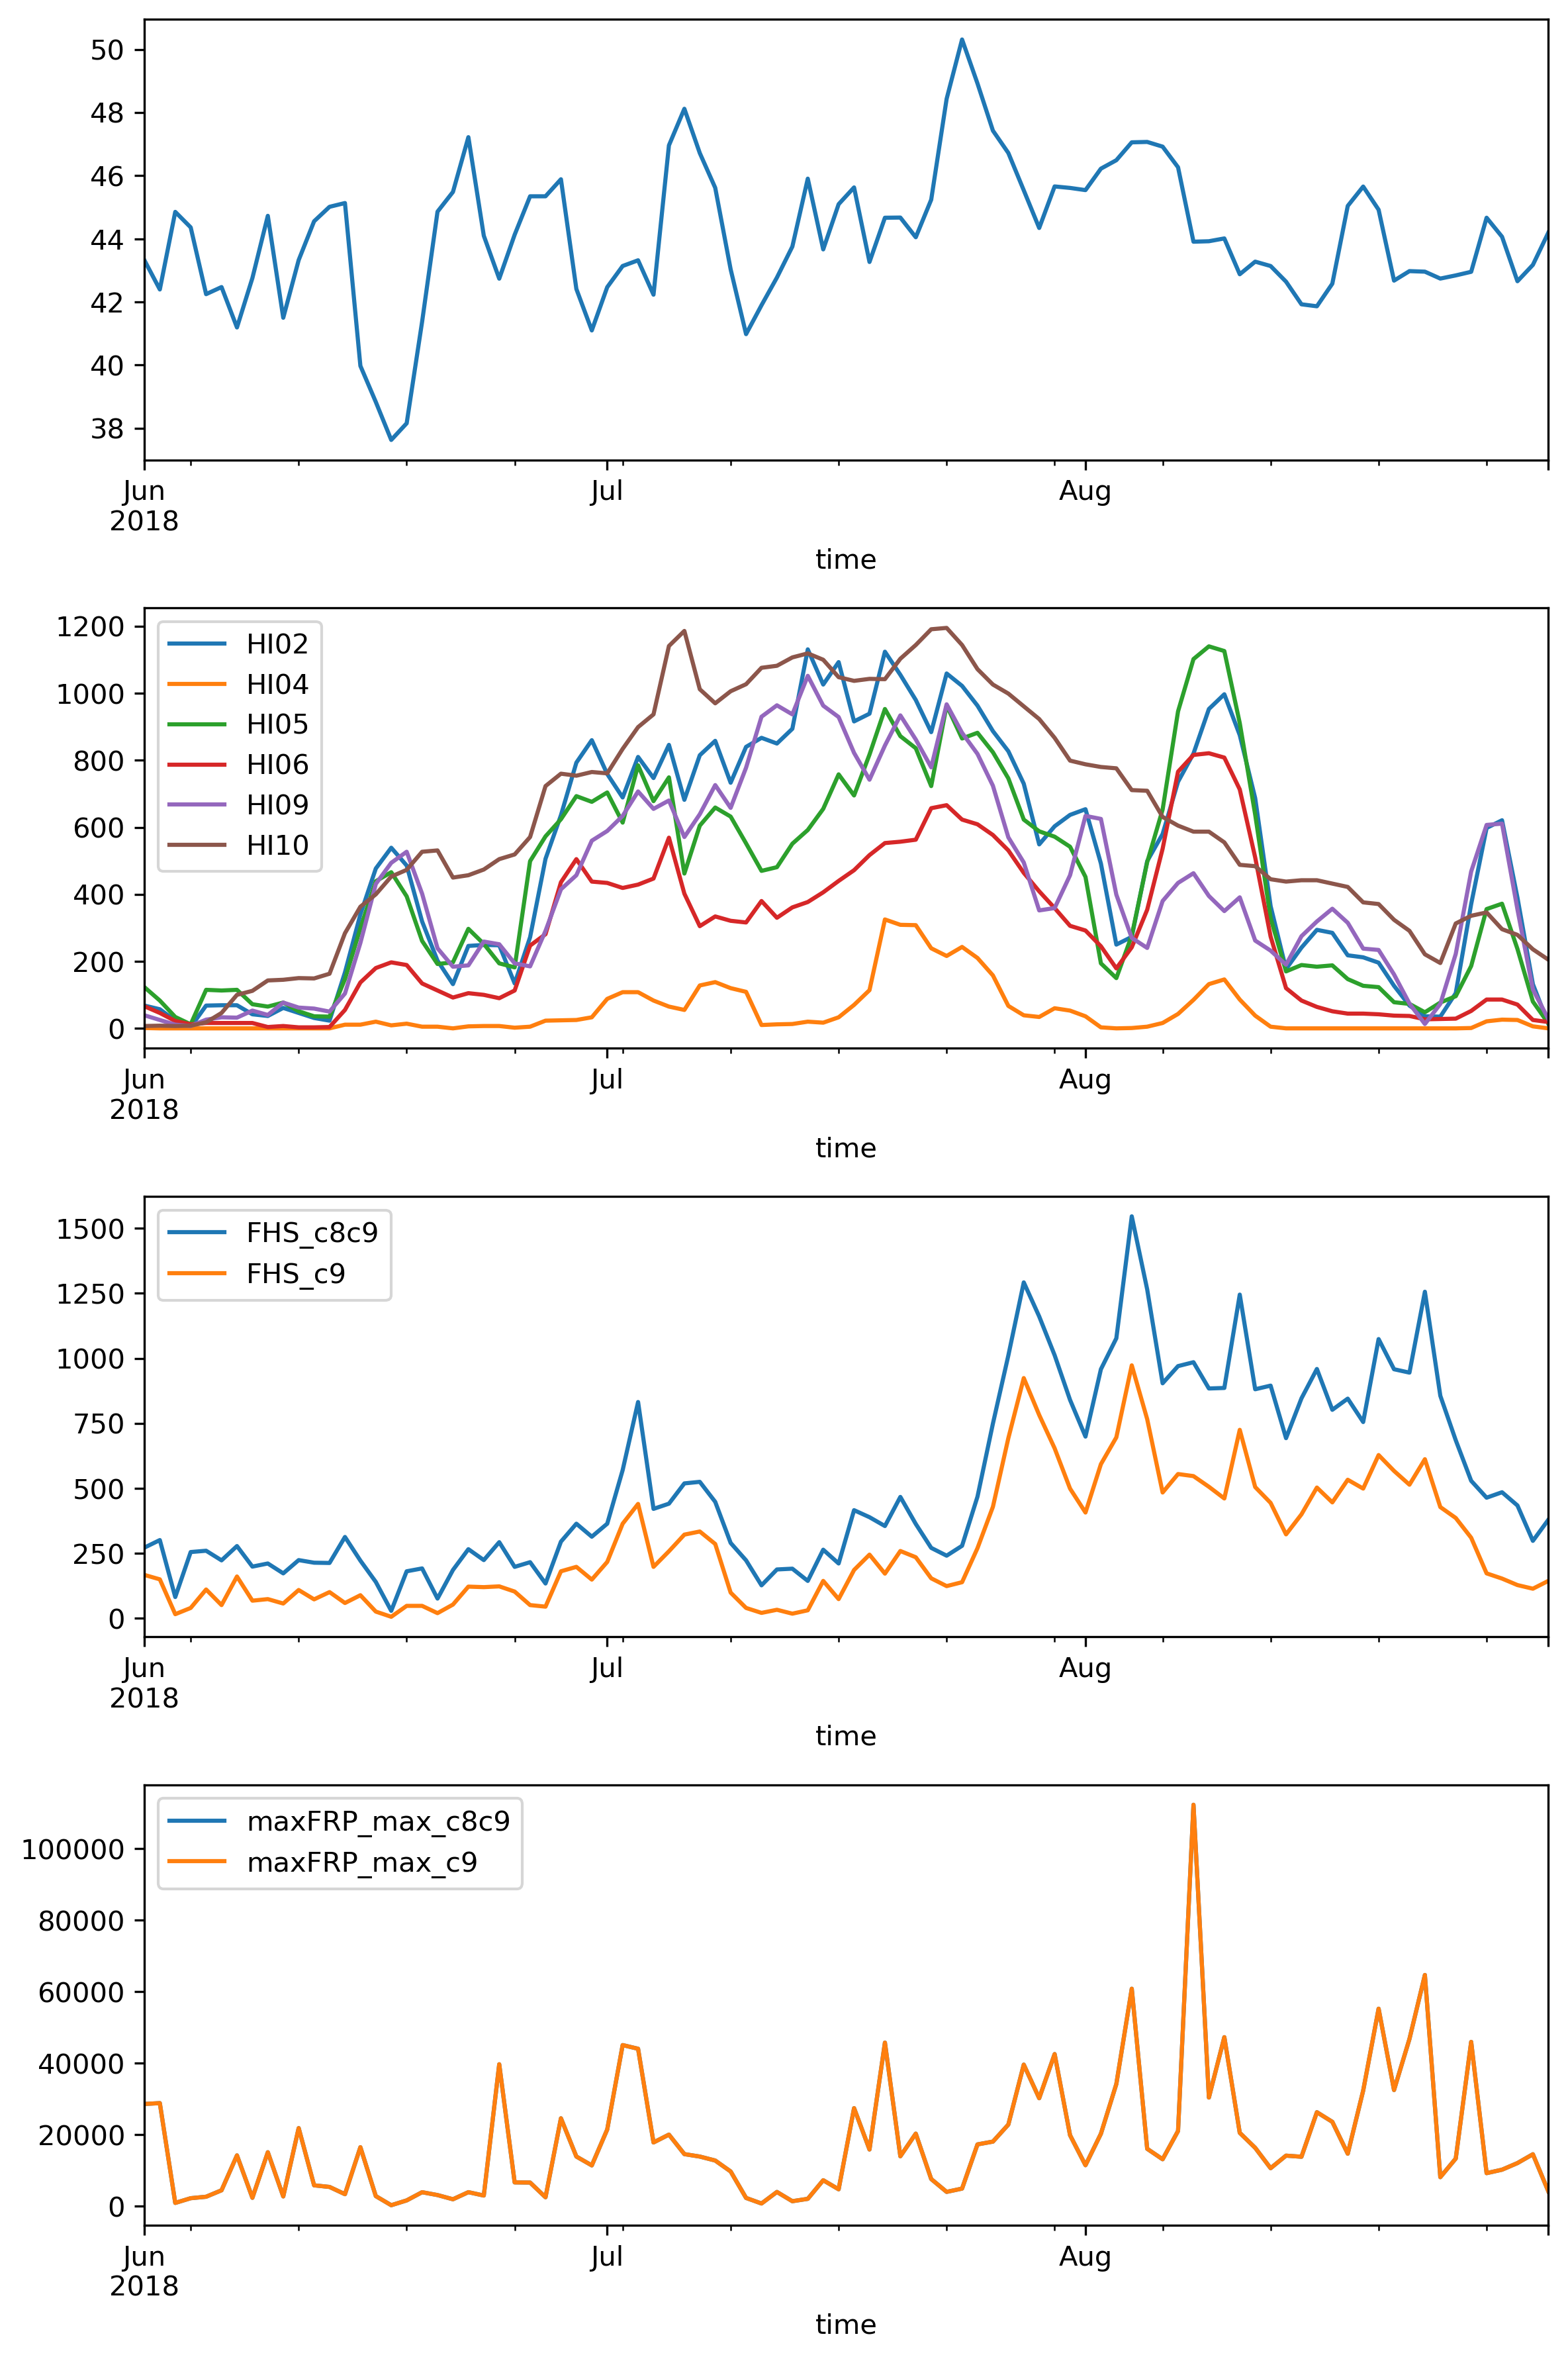 50
48
46
44
42
40
38
Jun
2018
Jul
Aug
time
1200
1000
800
600
400
200
0
HI02
HI04
HI05
HI06
HI09
HI10
Jun
2018
Jul
Aug
time
1500
1250
1000
750
500
250
0
FHS_c8c9
FHS_c9
Jun
2018
Jul
Aug
time
100000
80000
60000
40000
20000
0
maxFRP_max_c8c9
maxFRP_max_c9
Jun
2018
Jul
Aug
time